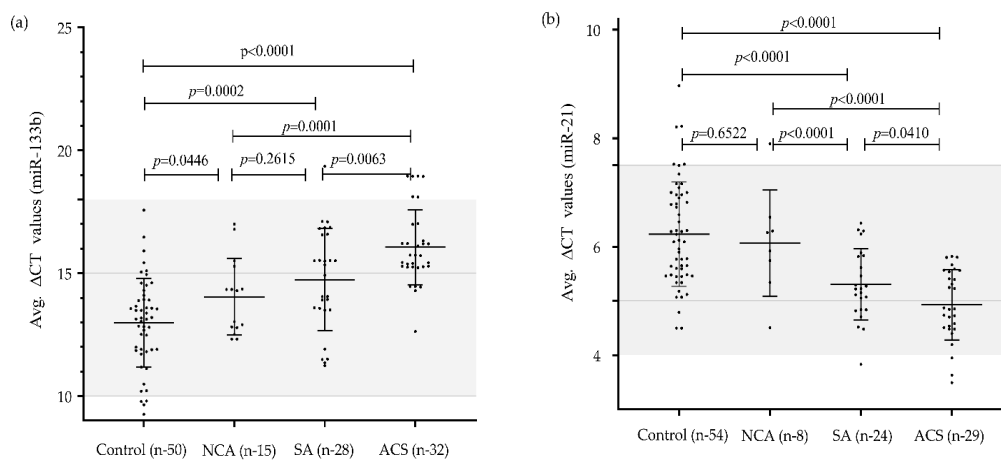 (a)
25
20
15
10
Avg. ΔCT values (miR-133b)
p<0.0001
p=0.0002
p=0.0001
p=0.0446
p=0.2615
p=0.0063
Control (n-50)
NCA (n-15)
SA (n-28)
ACS (n-32)
(b)
10
8
6
4
Avg. ΔCT values (miR-21)
p<0.0001
p<0.0001
p<0.0001
p=0.6522
p<0.0001
p=0.0410
Control (n-54)
NCA (n-8)
SA (n-24)
ACS (n-29)